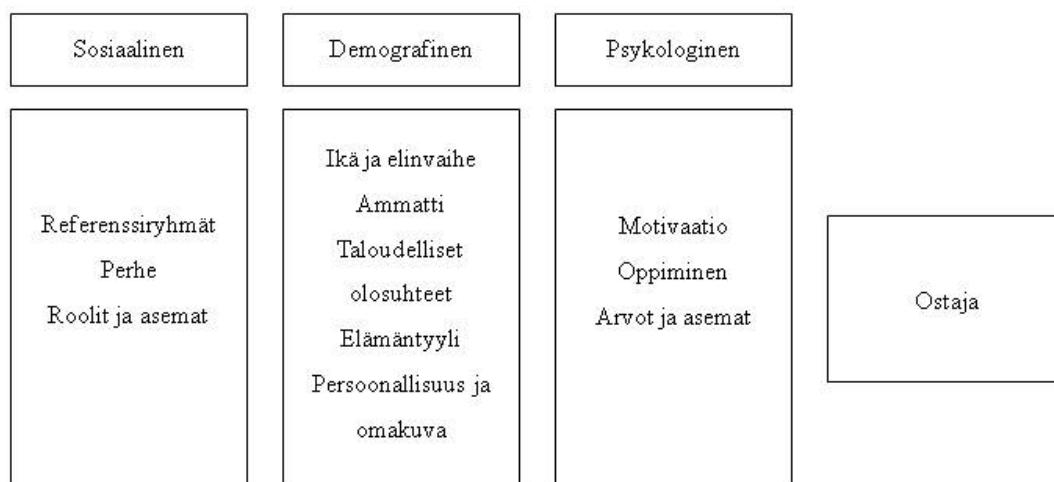 Sosiaalinen
Demografinen
Psykologinen
Referenssiryhmät
Perhe
Roolit ja asemat
Ikä ja elinvaihe
Ammatti
Taloudelliset
olosuhteet
Elämäntyyli
Persoonallisuus ja
omakuva
Motivaatio
Oppiminen
Arvot ja asemat
Ostaja